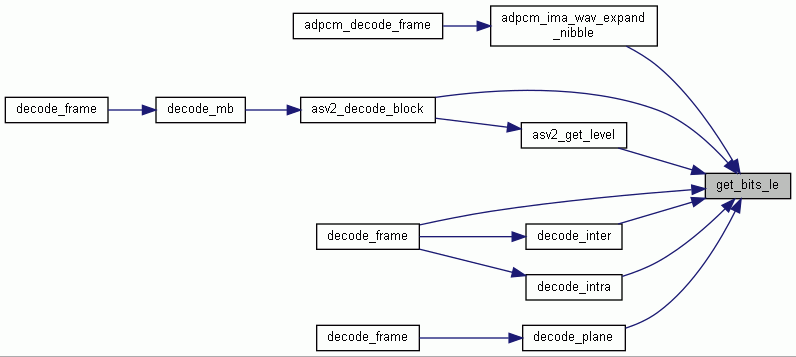 adpcm_decode_frame
adpcm_ima_wav_expand
_nibble
decode_frame
decode_mb
asv2_decode_block
asv2_get_level
get_bits_le
decode_frame
decode_inter
decode_intra
decode_frame
decode_plane